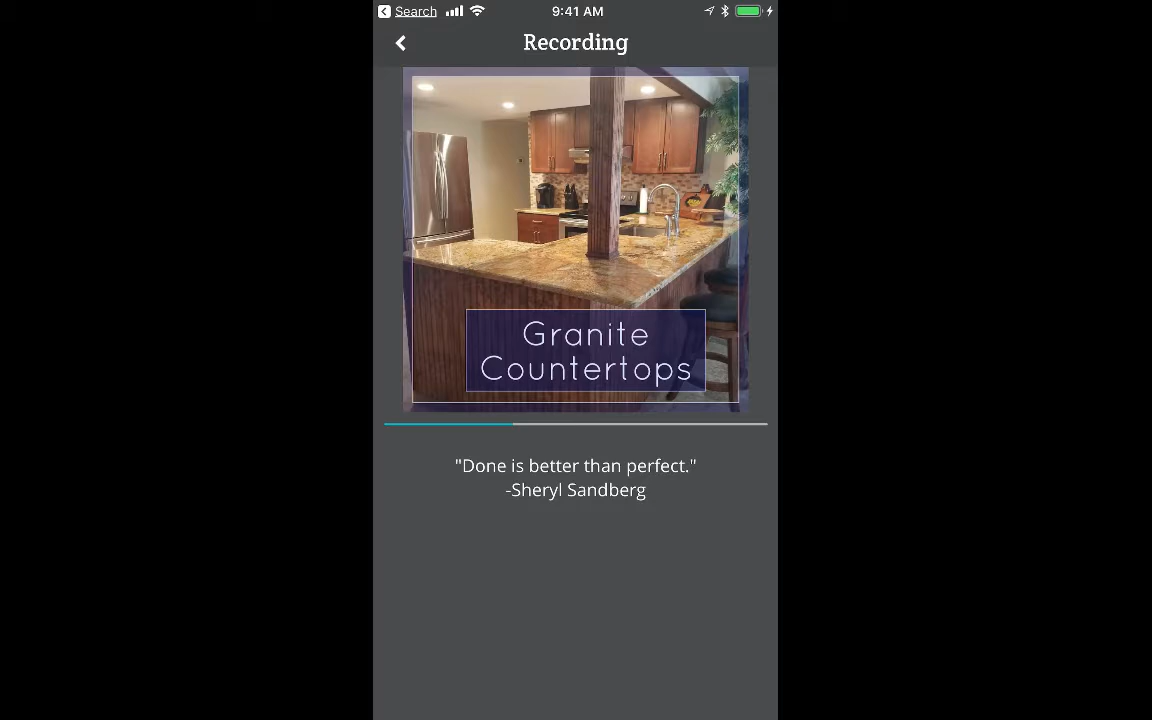 Search
9:41 AM
Recording
Granite
Countertops
"Done is better than perfect."
-Sheryl Sandberg